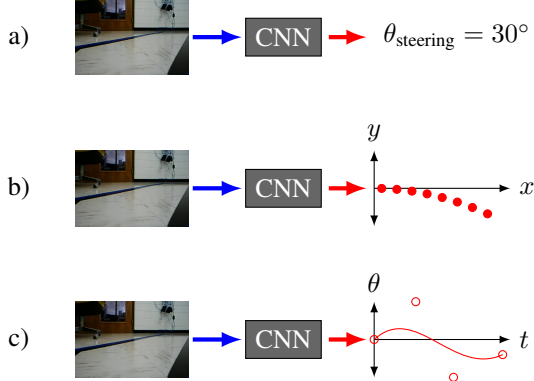 a) CNN θsteering = 30°
y
b) CNN x
θ
c) CNN t